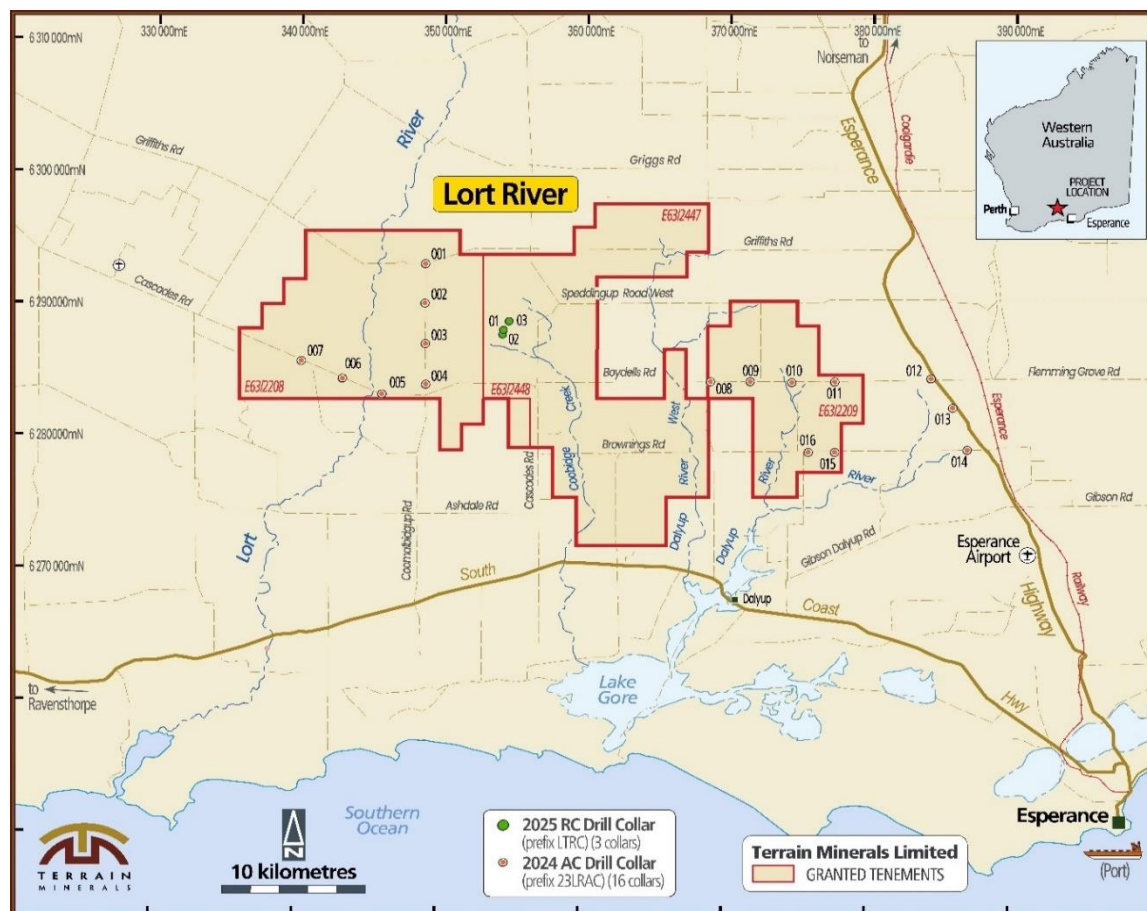 330 000mE
340 000mE
350 000mE
360 000mE
370 000mE
380 000mE
390 000mE
6 310 000mN
6 300 000mN
6 290 000mN
6 280 000mN
6 270 000mN
to
Norseman
Coolgardie
Esperance
River
Griffiths Rd
Griggs Rd
Lort River
E63/2447
Griffiths Rd
Western
Australia
PROJECT
LOCATION
Perth
Esperance
Cascades Rd
Speddingup Road West
001
002
003
004
005
006
007
01
03
02
E63/2208
E63/2448
Boydells Rd
008
009
010
011
012
013
014
015
016
E63/2209
Flemming Grove Rd
Esperance
Creek
Coobidge
West
River
Dalyup
Brownings Rd
River
Dalyup
River
Cascades Rd
Ashdale Rd
Coomalbidgup Rd
Gibson Rd
Gibson Dalyup Rd
Lort
Esperance
Airport
Highway
Railway
South
Coast
Hwy
Dalyup
to
Ravensthorpe
Lake
Gore
Southern
Ocean
Esperance
(Port)
TERRAIN
MINERALS
N
10 kilometres
2025 RC Drill Collar
(prefix LTRC) (3 collars)
2024 AC Drill Collar
(prefix 23LRAC) (16 collars)
Terrain Minerals Limited
GRANTED TENEMENTS